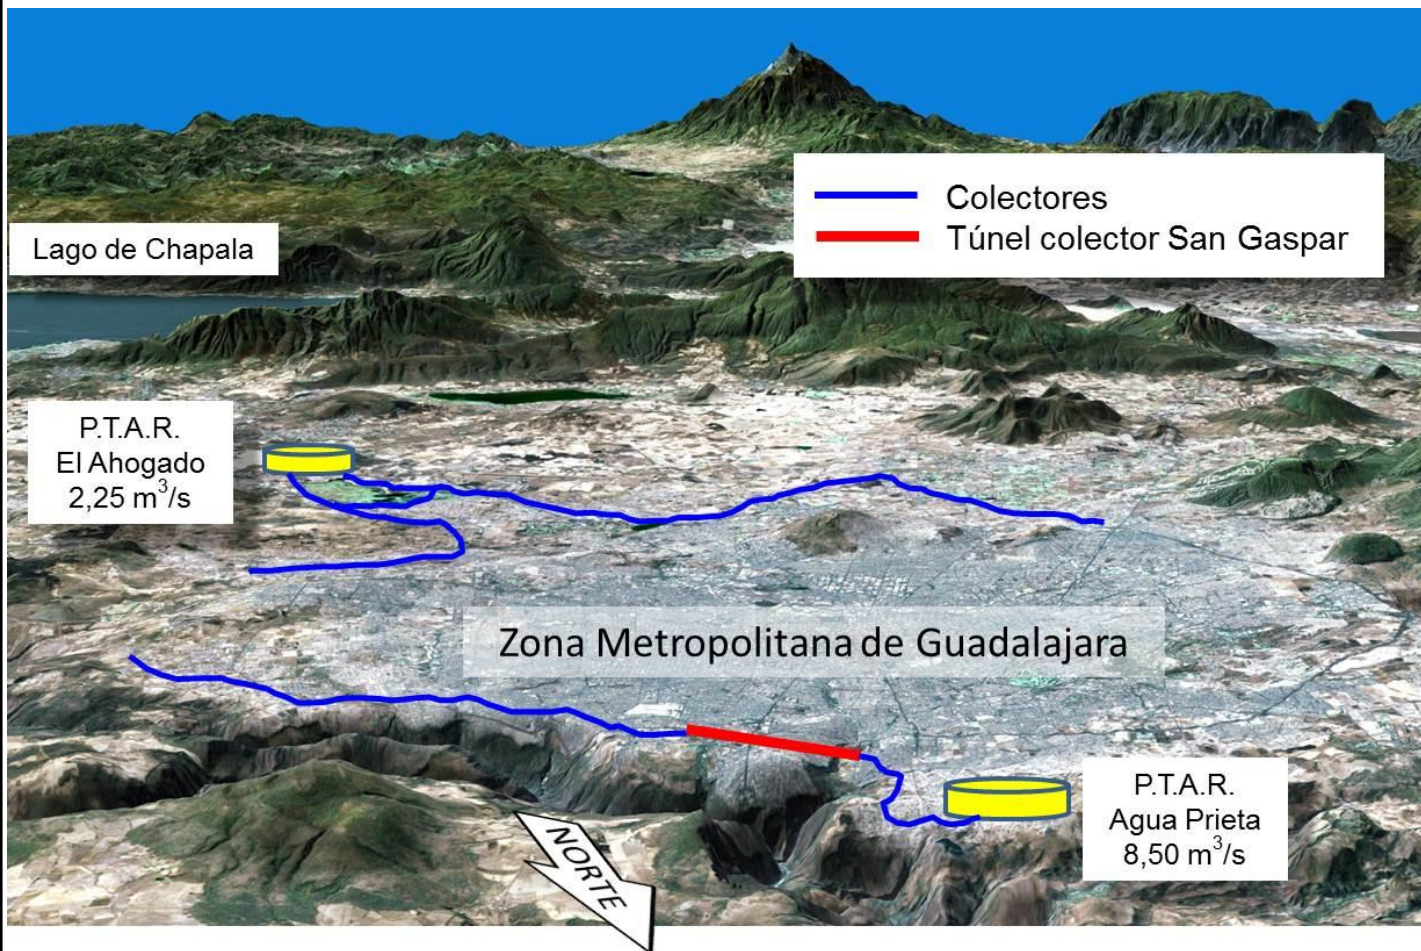 Colectores
Túnel colector San Gaspar
Lago de Chapala
P.T.A.R.
El Ahogado
2,25 m³/s
Zona Metropolitana de Guadalajara
P.T.A.R.
Agua Prieta
8,50 m³/s
NORTE